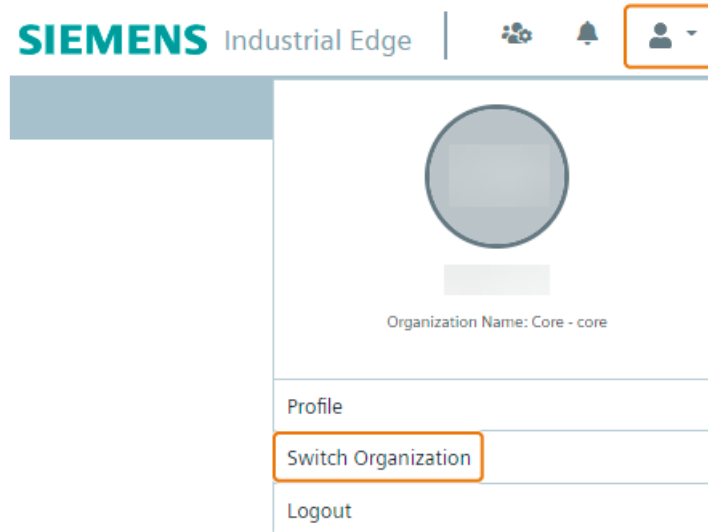 SIEMENS Industrial Edge
Organization Name: Core - core
Profile
Switch Organization
Logout